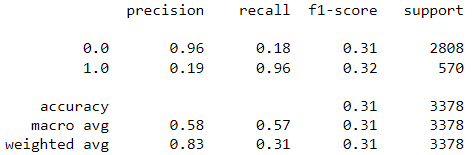 precision recall f1-score support
0.0 0.96 0.18 0.31 2808
1.0 0.19 0.96 0.32 570
accuracy 0.31 3378
macro avg 0.58 0.57 0.31 3378
weighted avg 0.83 0.31 0.31 3378